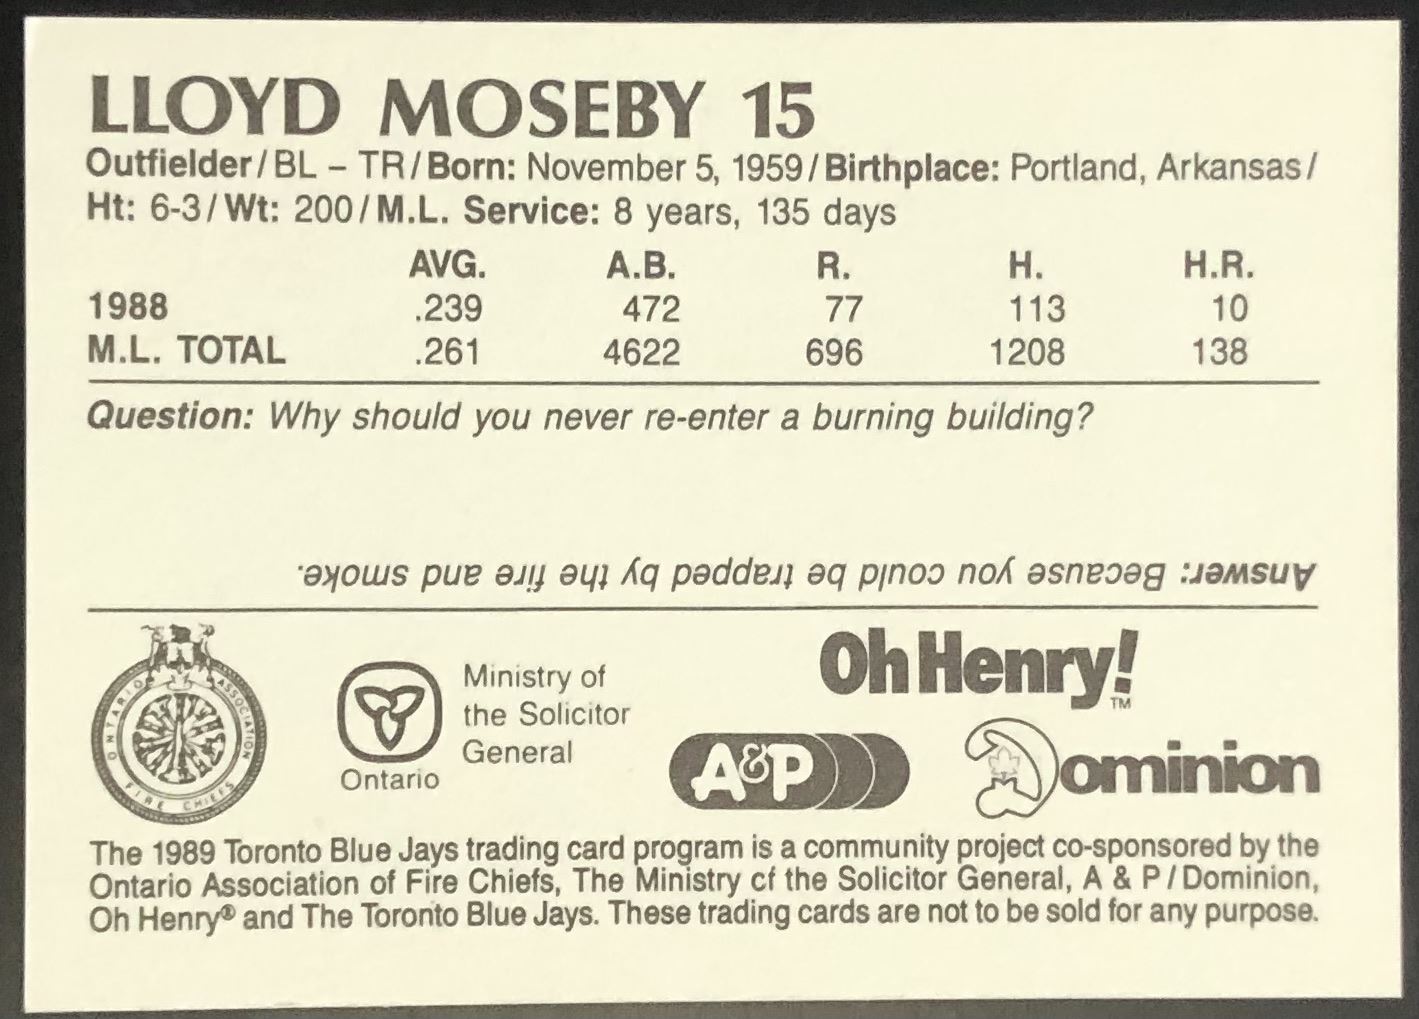 LLOYD MOSEBY 15
Outfielder/BL – TR/Born: November 5, 1959/Birthplace: Portland, Arkansas/
Ht: 6-3/Wt: 200/M.L. Service: 8 years, 135 days
AVG. A.B. R. H. H.R.
1988 .239 472 77 113 10
M.L. TOTAL .261 4622 696 1208 138
Question: Why should you never re-enter a burning building?
Answer: Because you could be trapped by the fire and smoke.
ONTARIO ASSOCIATION
FIRE CHIEFS
Ontario
Ministry of
the Solicitor
General
Oh Henry!
TM
A&P
Dominion
The 1989 Toronto Blue Jays trading card program is a community project co-sponsored by the
Ontario Association of Fire Chiefs, The Ministry cf the Solicitor General, A & P/Dominion,
Oh Henry® and The Toronto Blue Jays. These trading cards are not to be sold for any purpose.